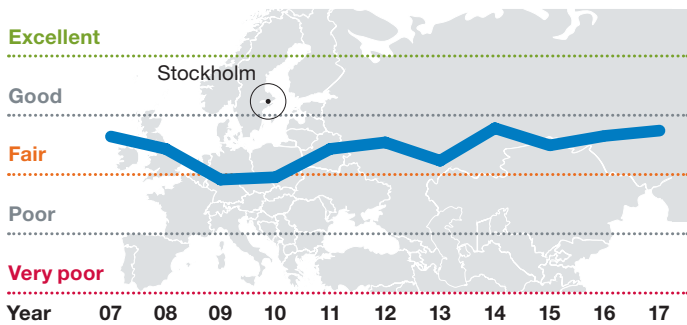 Excellent
Stockholm
Good
Fair
Poor
Very poor
Year 07 08 09 10 11 12 13 14 15 16 17